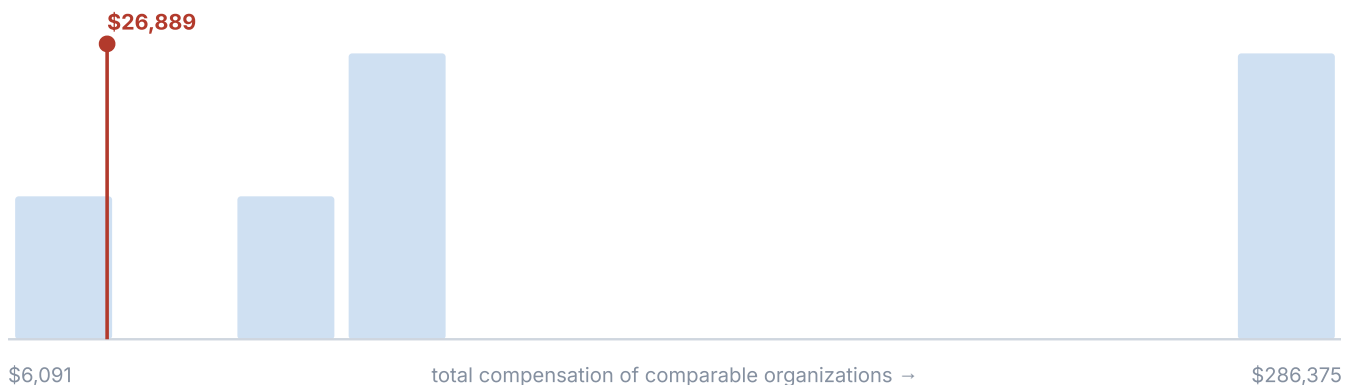 $26,889
$6,091
total compensation of comparable organizations →
$286,375